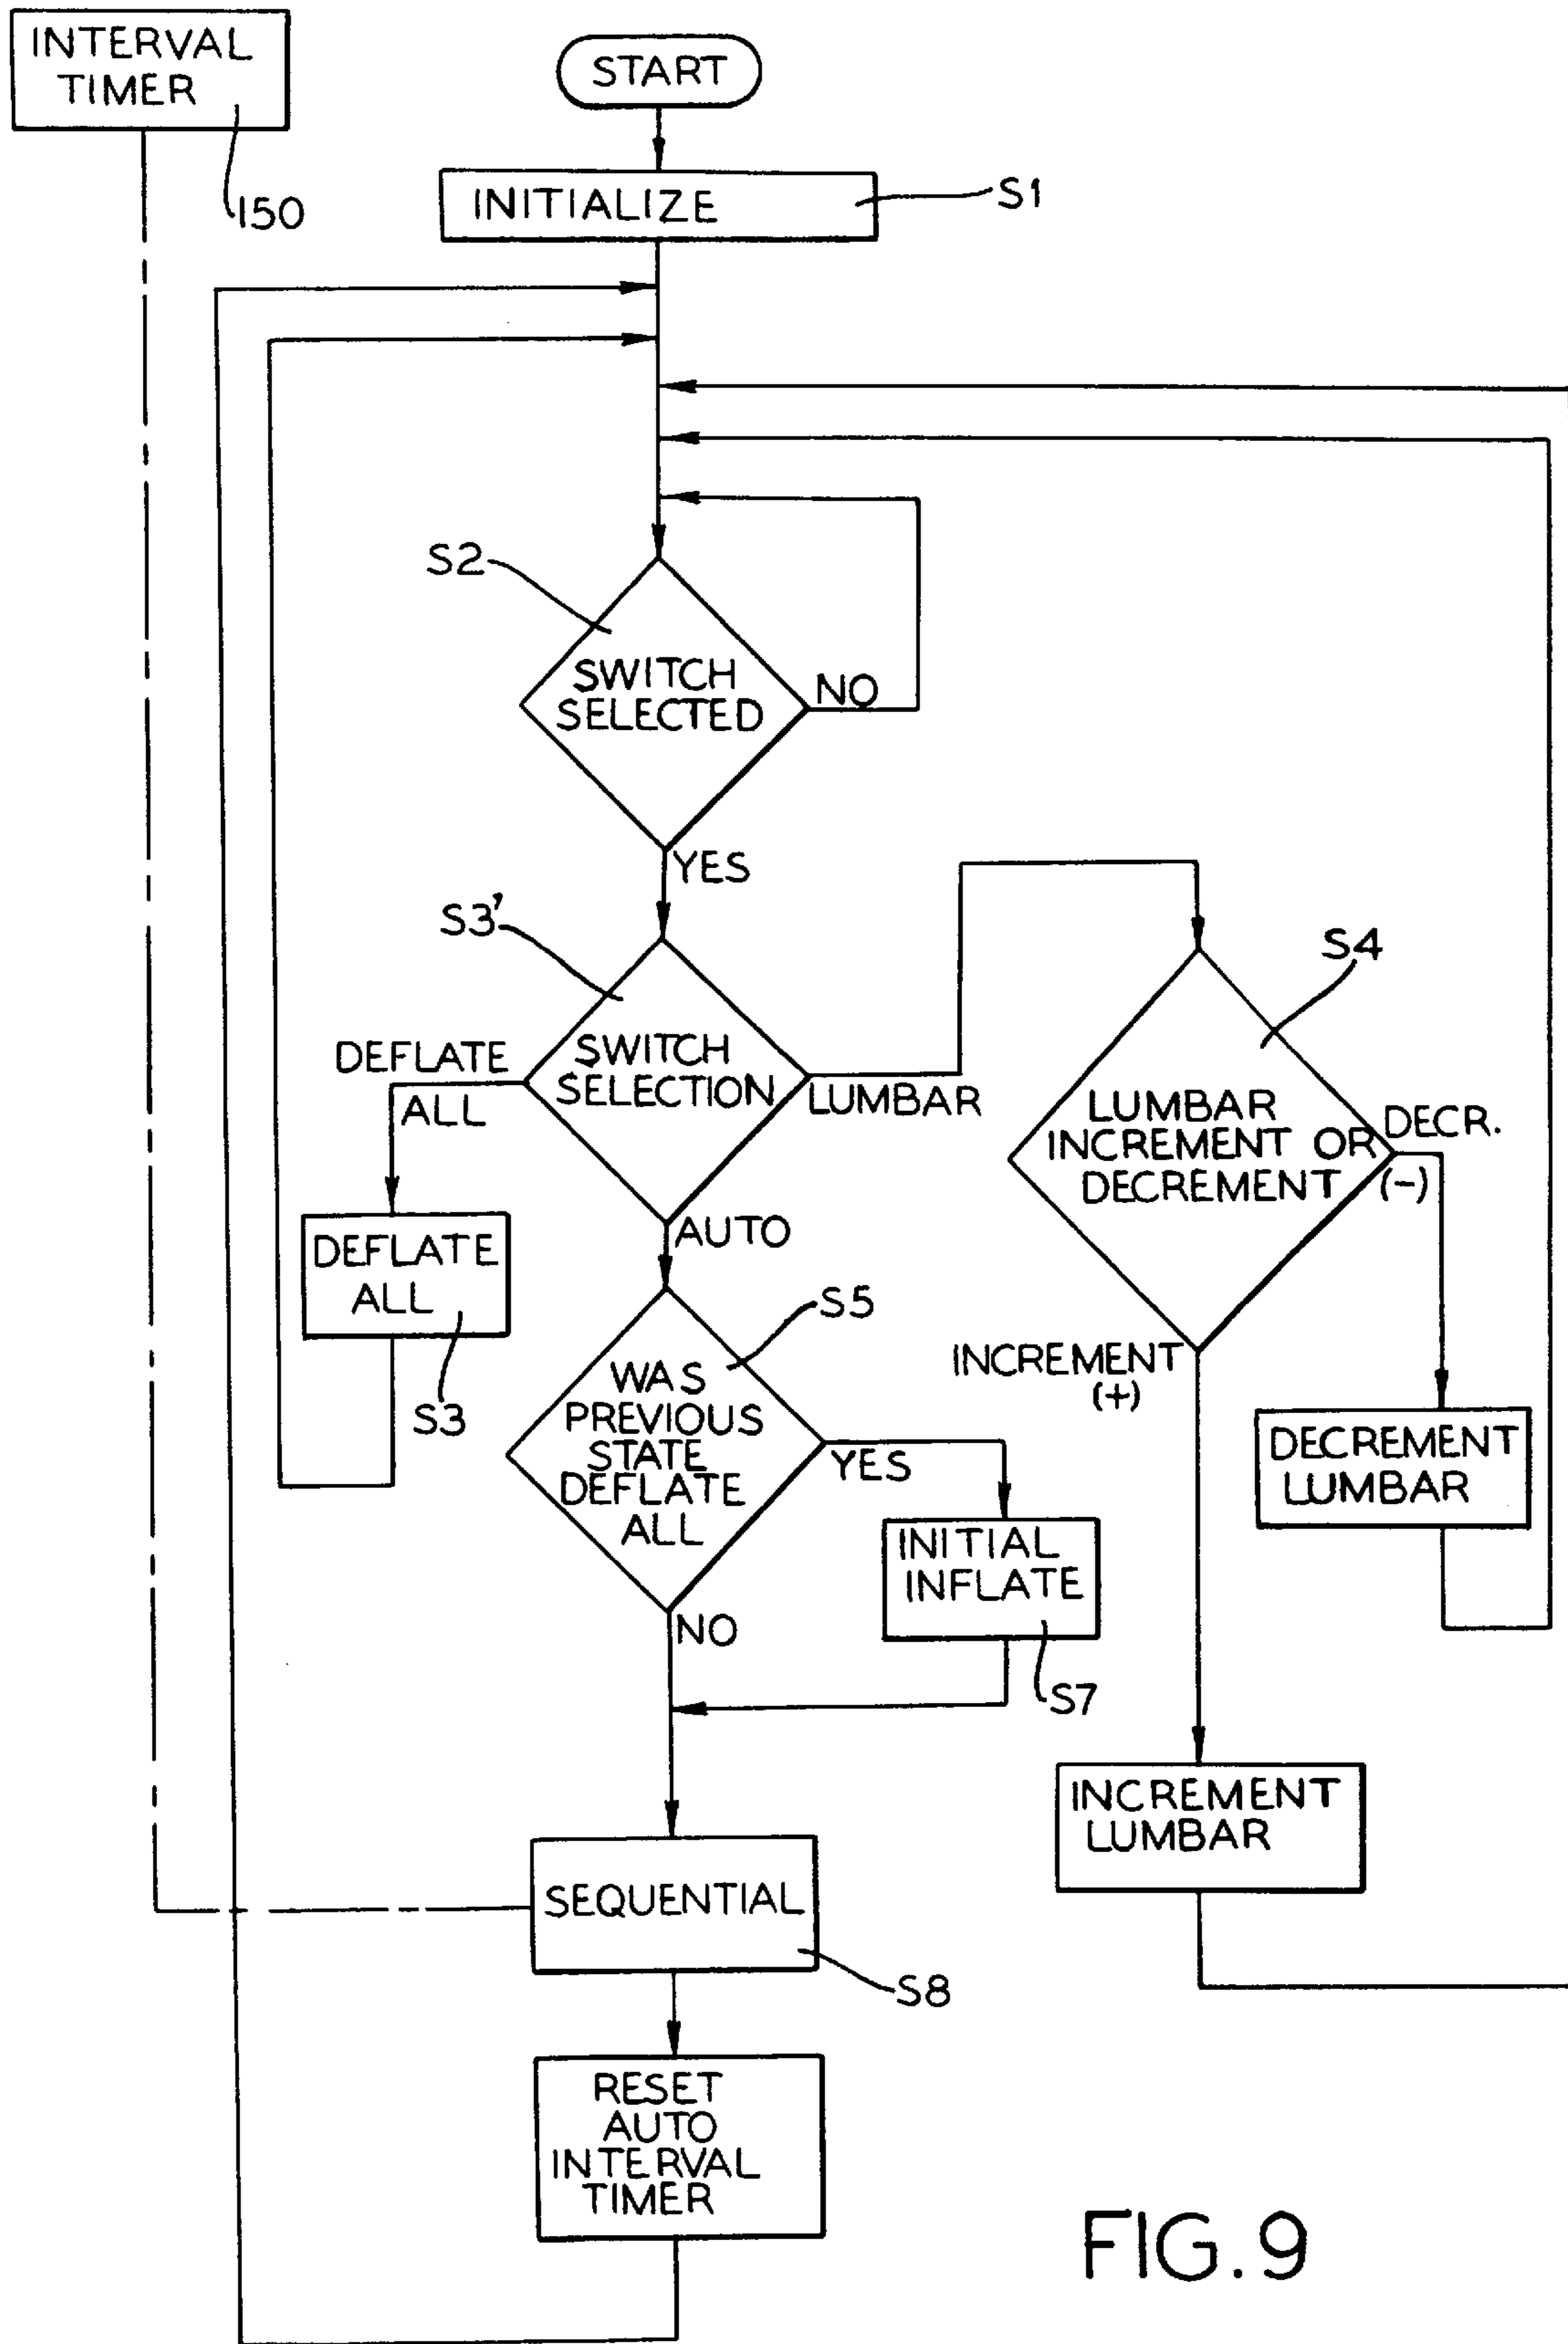 INTERVAL
TIMER
150
START
INITIALIZE
S1
S2
SWITCH
SELECTED
NO
YES
S3'
SWITCH
SELECTION
DEFLATE
ALL
LUMBAR
AUTO
S4
LUMBAR
INCREMENT OR
DECREMENT
DECR.
(-)
INCREMENT
(+)
DEFLATE
ALL
S3
S5
WAS
PREVIOUS
STATE
DEFLATE
ALL
YES
NO
INITIAL
INFLATE
S7
DECREMENT
LUMBAR
INCREMENT
LUMBAR
SEQUENTIAL
S8
RESET
AUTO
INTERVAL
TIMER
FIG. 9